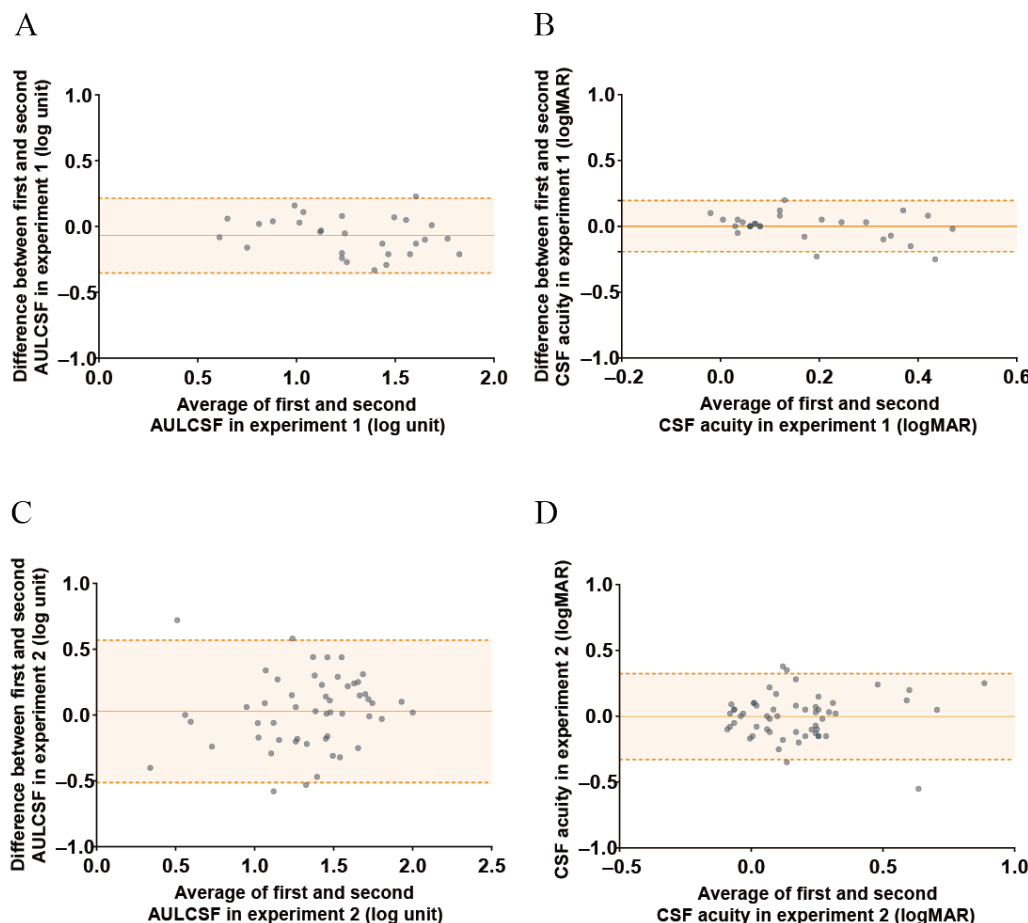 A
Difference between first and second
AULCSF in experiment 1 (log unit)
1.0
0.5
0.0
–0.5
–1.0
0.0
0.5
1.0
1.5
2.0
Average of first and second
AULCSF in experiment 1 (log unit)
B
Difference between first and second
CSF acuity in experiment 1 (logMAR)
1.0
0.5
0.0
–0.5
–1.0
–0.2
0.0
0.2
0.4
0.6
Average of first and second
CSF acuity in experiment 1 (logMAR)
C
Difference between first and second
AULCSF in experiment 2 (log unit)
1.0
0.5
0.0
–0.5
–1.0
0.0
0.5
1.0
1.5
2.0
2.5
Average of first and second
AULCSF in experiment 2 (log unit)
D
Difference between first and second
CSF acuity in experiment 2 (logMAR)
1.0
0.5
0.0
–0.5
–1.0
–0.5
0.0
0.5
1.0
Average of first and second
CSF acuity in experiment 2 (logMAR)